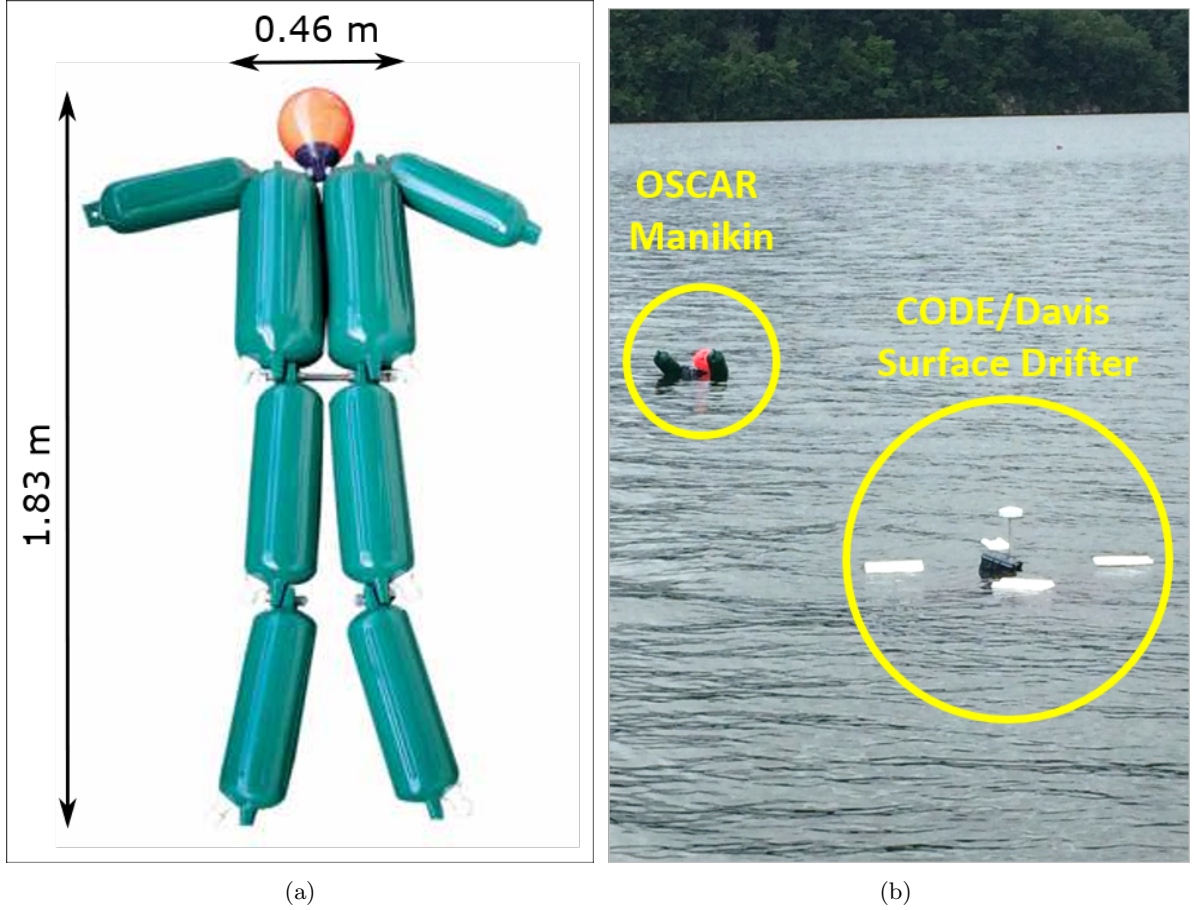 0.46 m
1.83 m
(a)
OSCAR
Manikin
CODE/Davis
Surface Drifter
(b)